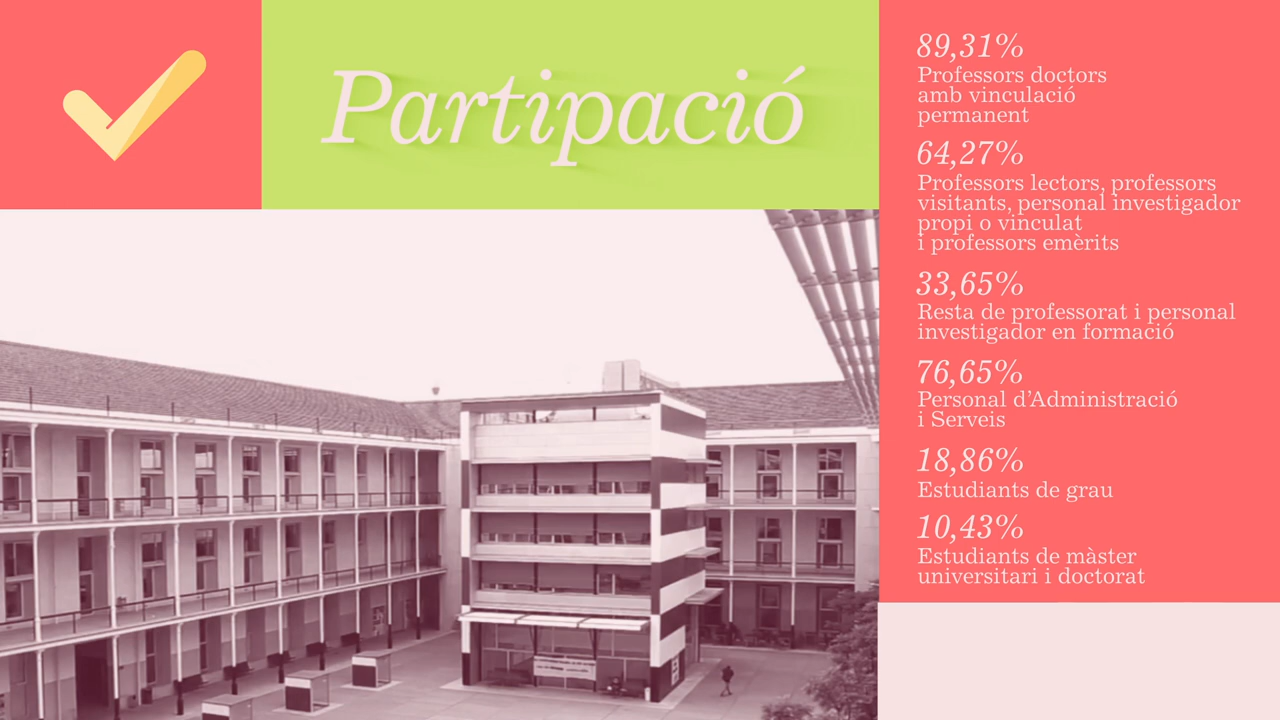 Partipació
89,31%
Professors doctors
amb vinculació
permanent
64,27%
Professors lectors, professors
visitants, personal investigador
propi o vinculat
i professors emèrits
33,65%
Resta de professorat i personal
investigador en formació
76,65%
Personal d’Administració
i Serveis
18,86%
Estudiants de grau
10,43%
Estudiants de màster
universitari i doctorat